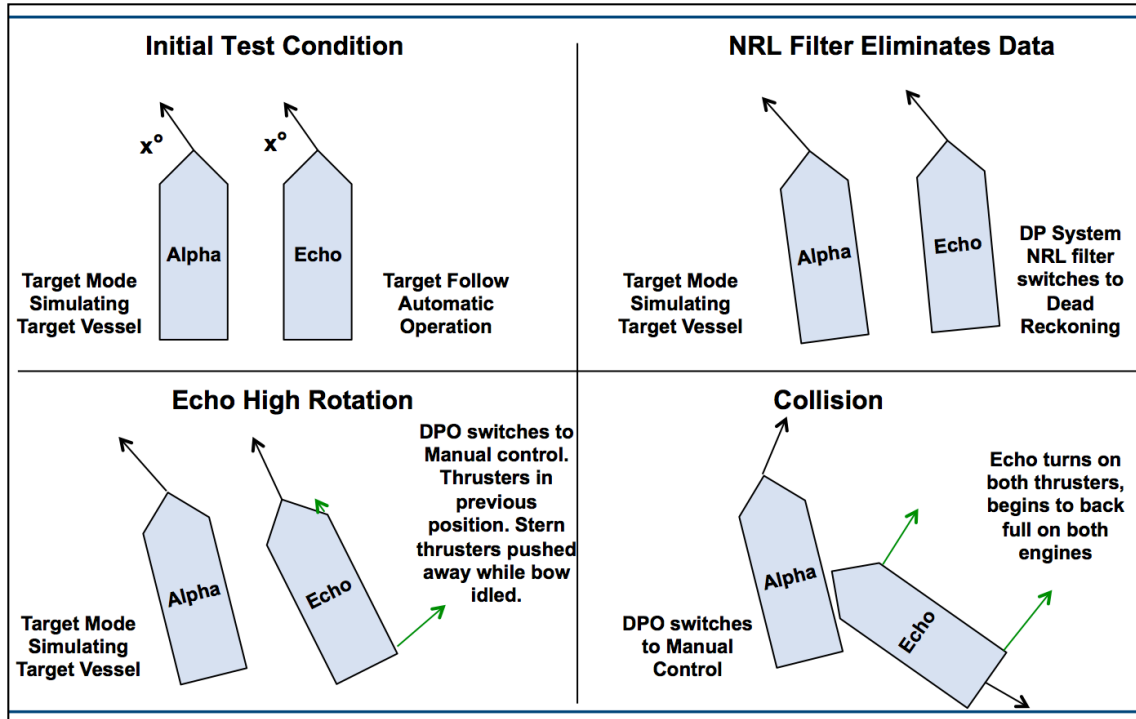 Initial Test Condition
x°
x°
Alpha
Echo
Target Mode
Simulating
Target Vessel
Target Follow
Automatic
Operation
NRL Filter Eliminates Data
Alpha
Echo
Target Mode
Simulating
Target Vessel
DP System
NRL filter
switches to
Dead
Reckoning
Echo High Rotation
DPO switches to
Manual control.
Thrusters in
previous
position. Stern
thrusters pushed
away while bow
idled.
Alpha
Echo
Target Mode
Simulating
Target Vessel
Collision
Echo turns on
both thrusters,
begins to back
full on both
engines
Alpha
Echo
DPO switches
to Manual
Control